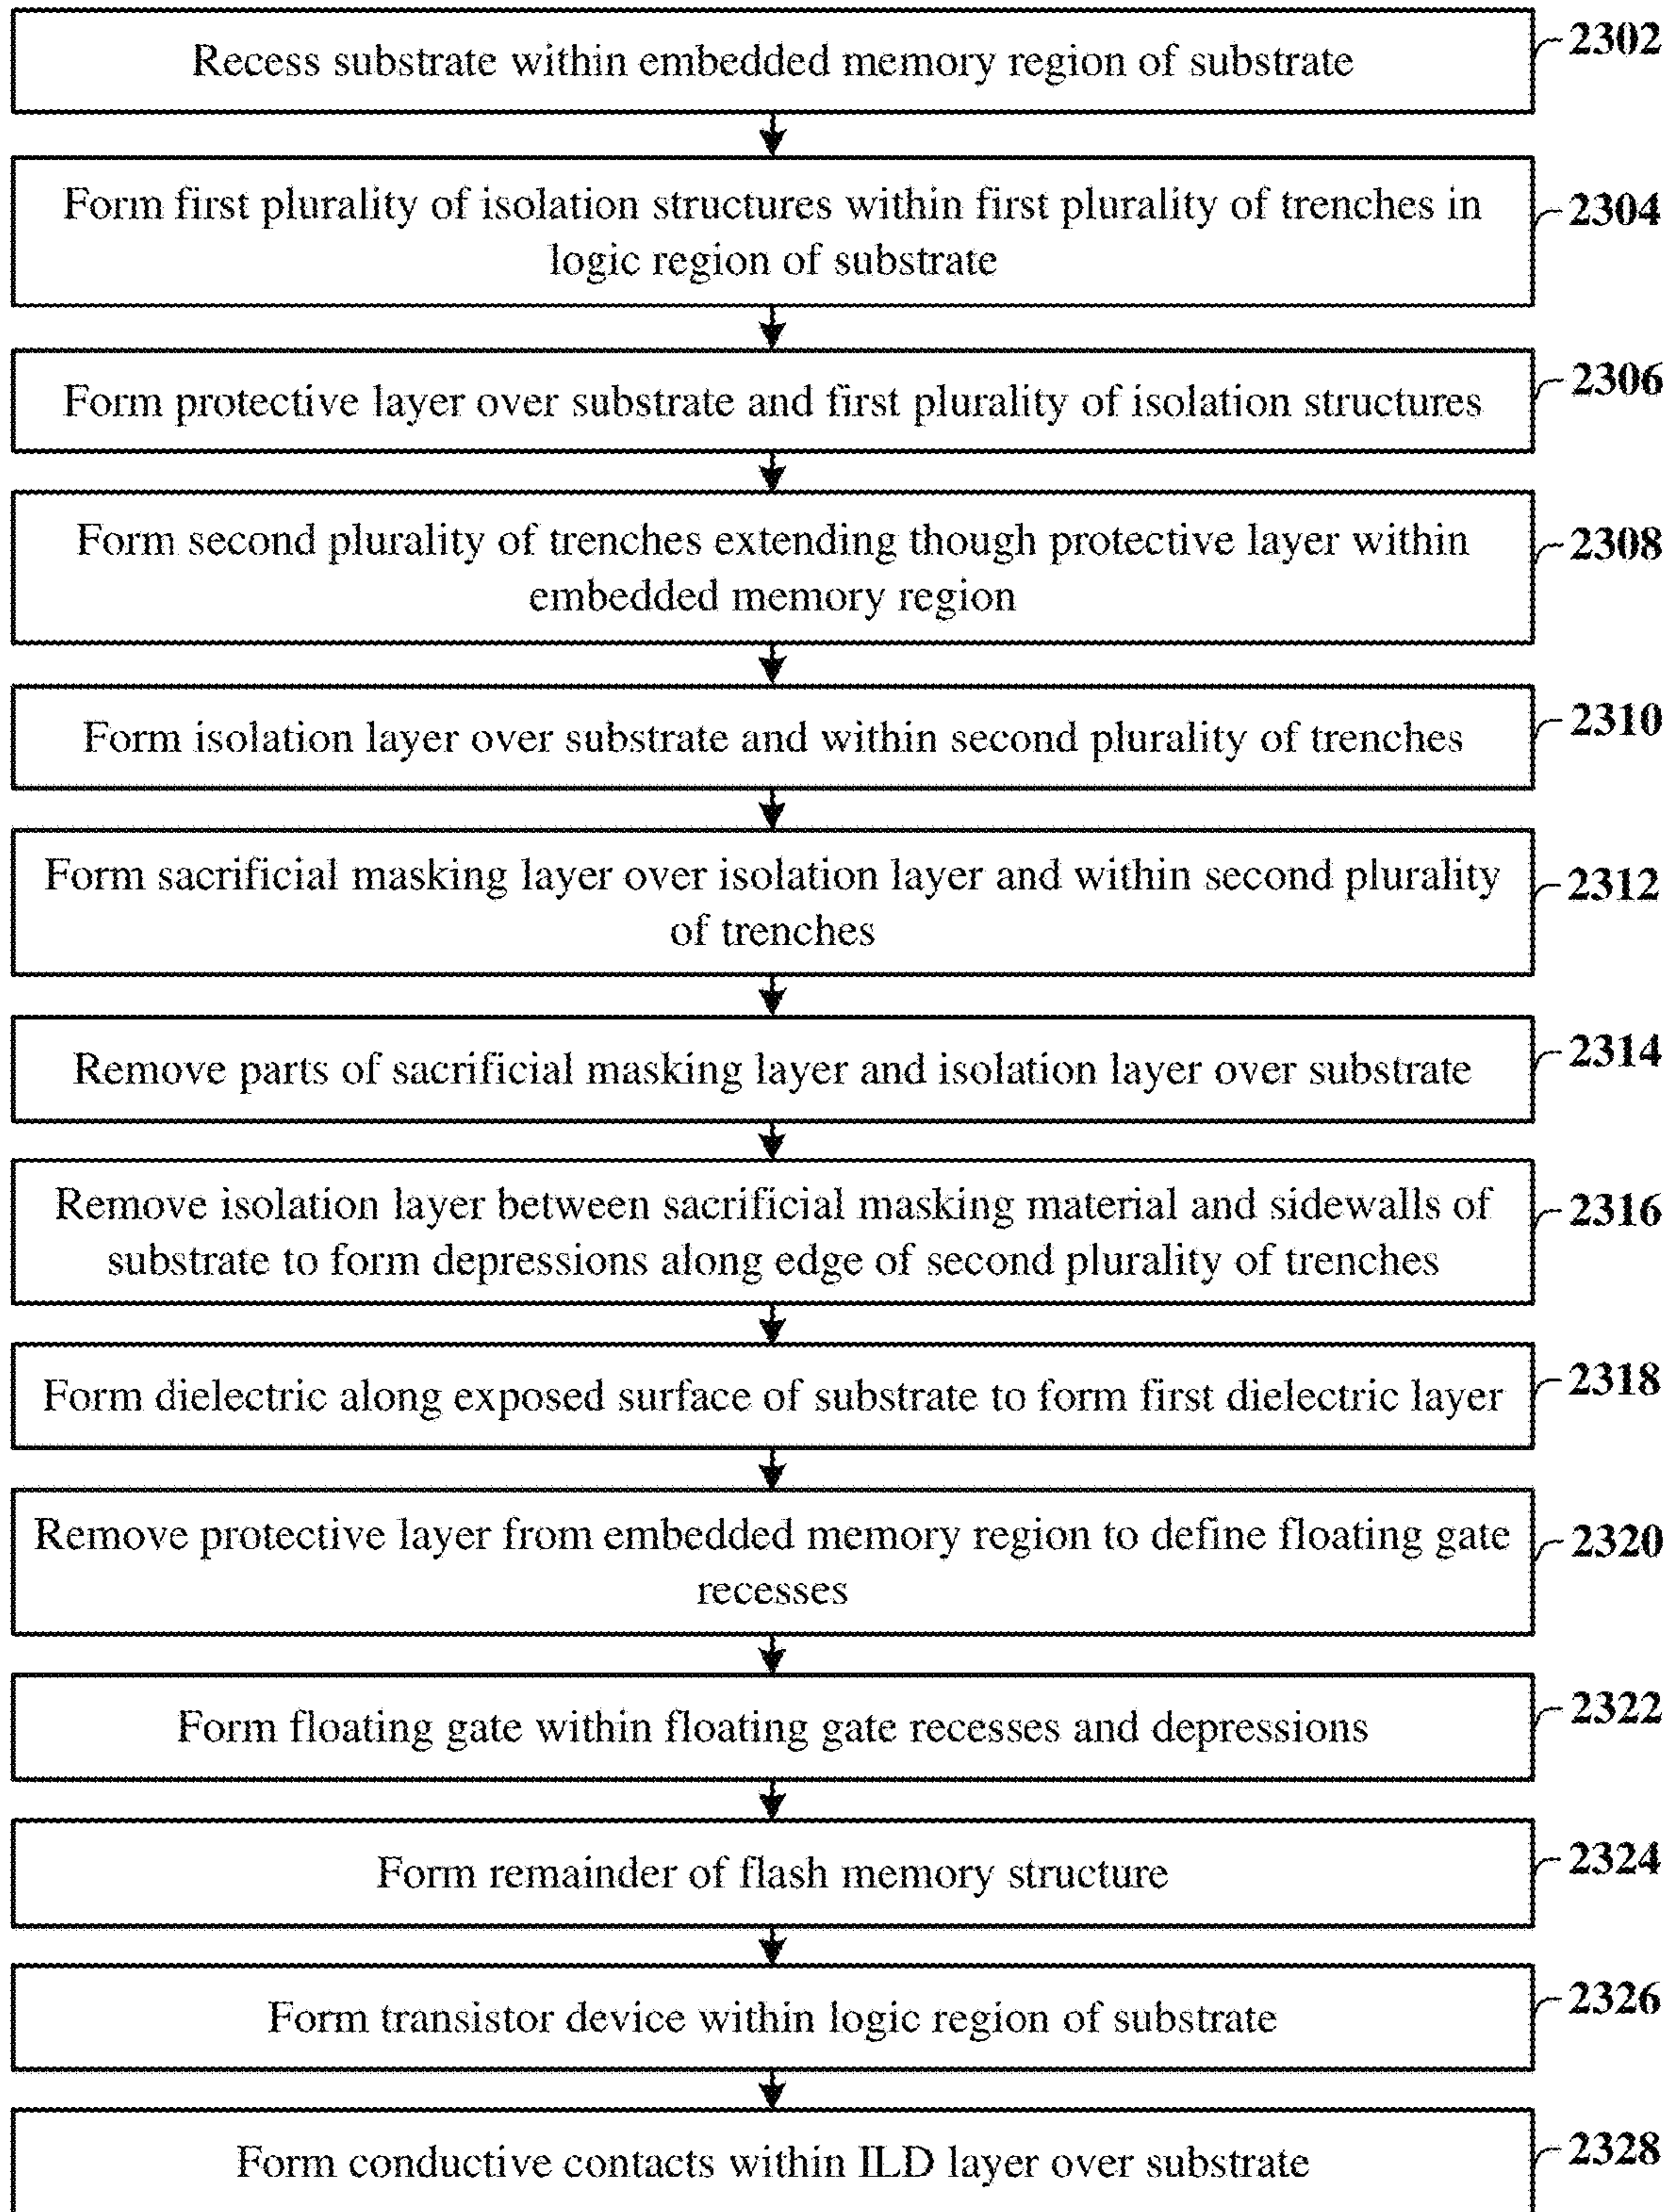 Recess substrate within embedded memory region of substrate
2302
Form first plurality of isolation structures within first plurality of trenches in
logic region of substrate
2304
Form protective layer over substrate and first plurality of isolation structures
2306
Form second plurality of trenches extending though protective layer within
embedded memory region
2308
Form isolation layer over substrate and within second plurality of trenches
2310
Form sacrificial masking layer over isolation layer and within second plurality
of trenches
2312
Remove parts of sacrificial masking layer and isolation layer over substrate
2314
Remove isolation layer between sacrificial masking material and sidewalls of
substrate to form depressions along edge of second plurality of trenches
2316
Form dielectric along exposed surface of substrate to form first dielectric layer
2318
Remove protective layer from embedded memory region to define floating gate
recesses
2320
Form floating gate within floating gate recesses and depressions
2322
Form remainder of flash memory structure
2324
Form transistor device within logic region of substrate
2326
Form conductive contacts within ILD layer over substrate
2328